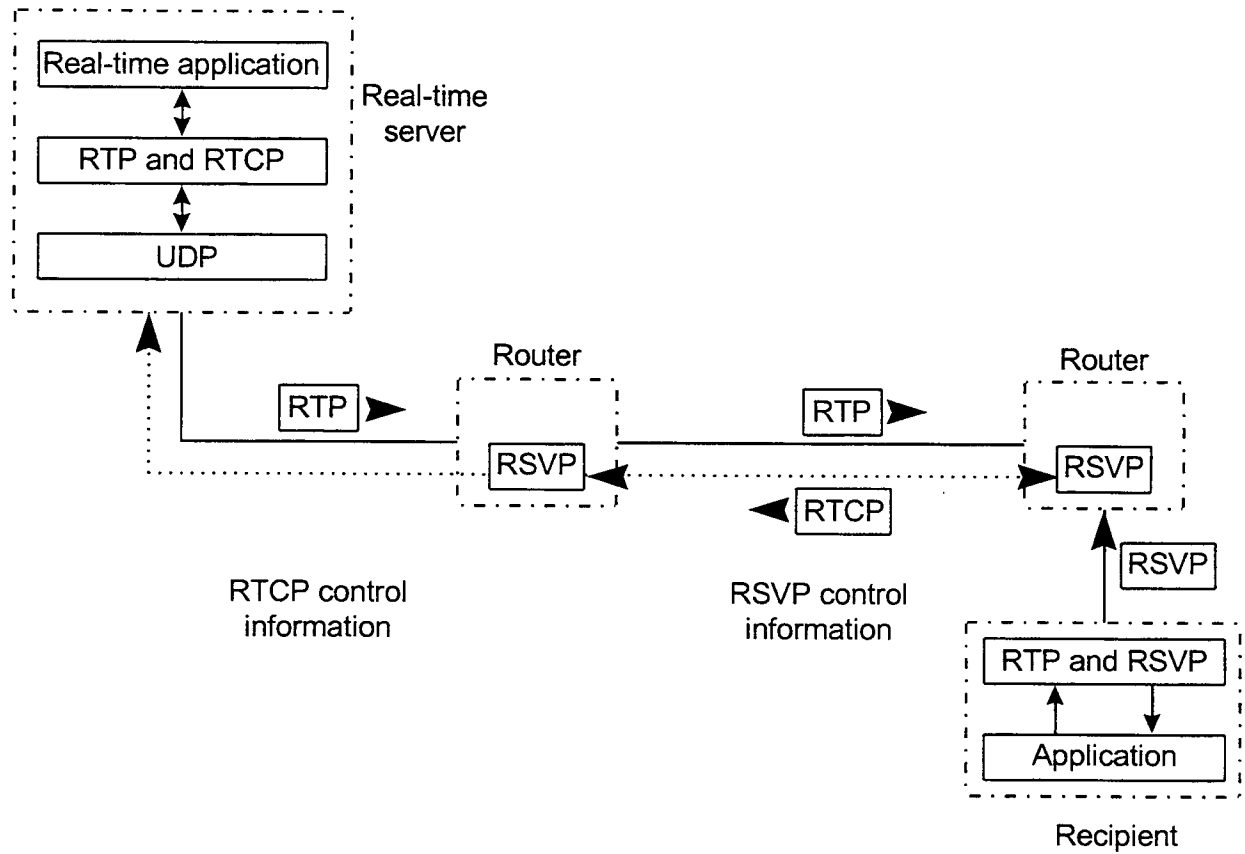 Real-time application
RTP and RTCP
UDP
Real-time
server
Router
Router
RTP
RTP
RSVP
RSVP
RTCP
RSVP
RTCP control
information
RSVP control
information
RTP and RSVP
Application
Recipient